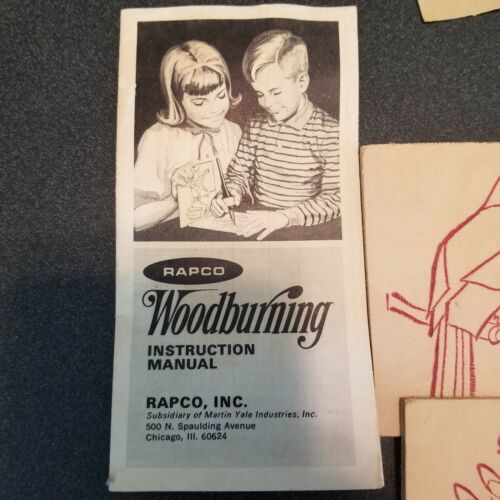 RAPCO
Woodburning
INSTRUCTION
MANUAL
RAPCO, INC.
Subsidiary of Martin Yale Industries, Inc.
500 N. Spaulding Avenue
Chicago, Ill. 60624